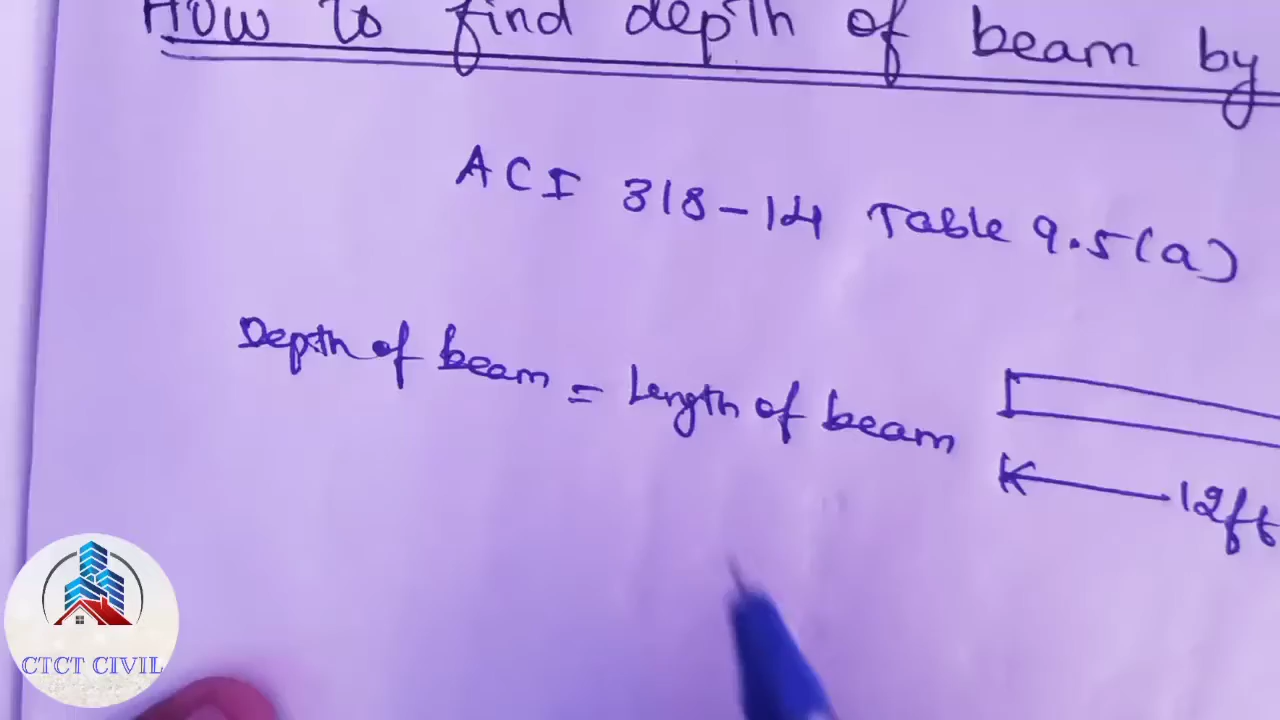 How to find depth of beam by
ACI 318-14 Table 9.5(a)
Depth of beam = Length of beam
12ft
CTCT CIVIL